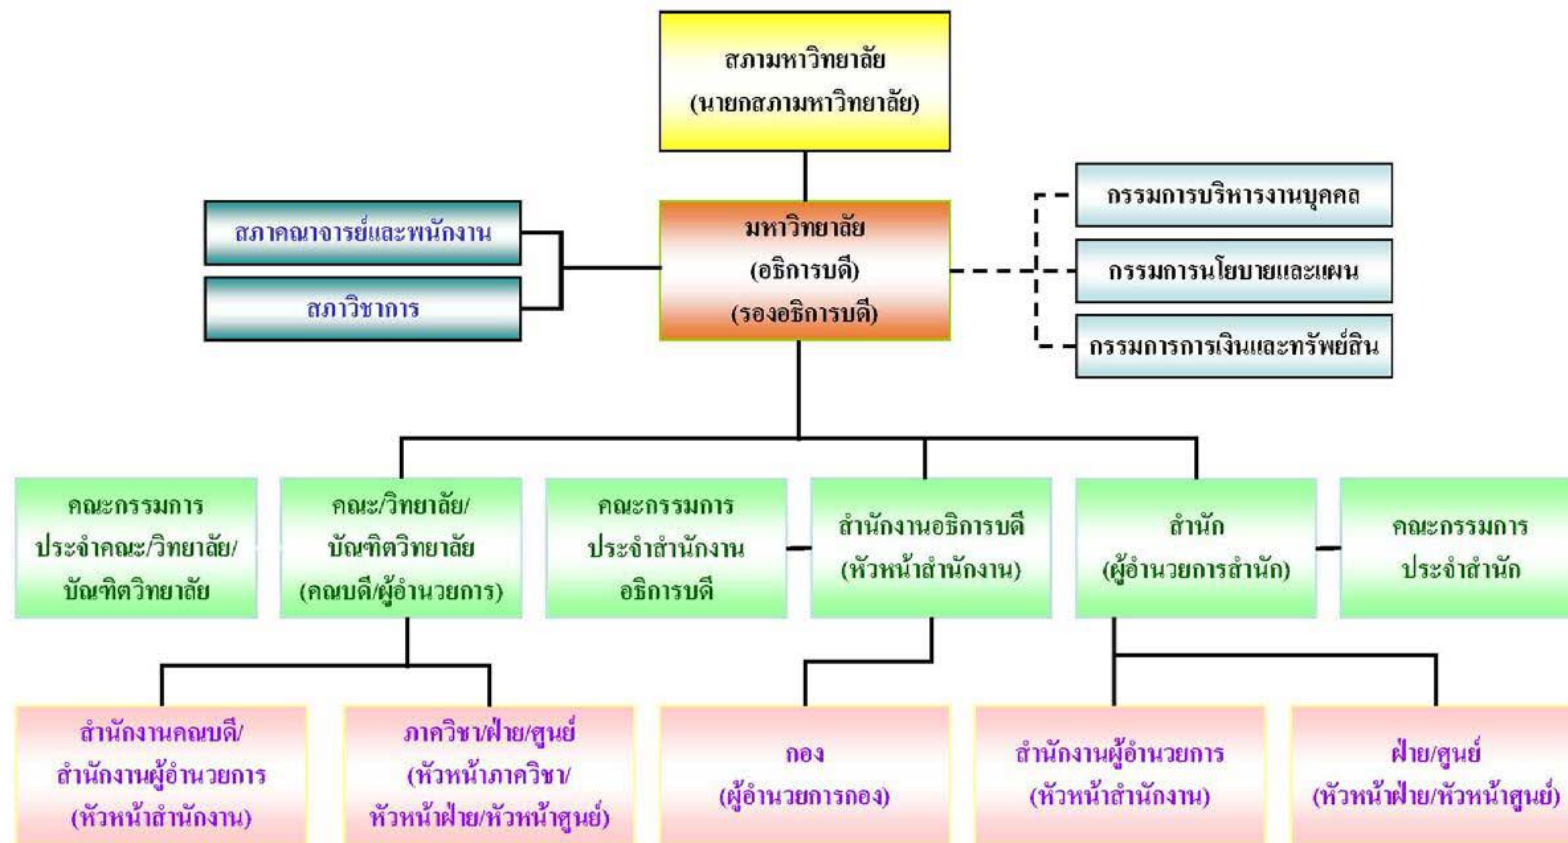 สภามหาวิทยาลัย
(นายกสภามหาวิทยาลัย)
สภาคณาจารย์และพนักงาน
สภาวิชาการ
มหาวิทยาลัย
(อธิการบดี)
(รองอธิการบดี)
กรรมการบริหารงานบุคคล
กรรมการนโยบายและแผน
กรรมการการเงินและทรัพย์สิน
คณะกรรมการ
ประจำคณะ/วิทยาลัย/
บัณฑิตวิทยาลัย
คณะ/วิทยาลัย/
บัณฑิตวิทยาลัย
(คณบดี/ผู้อำนวยการ)
คณะกรรมการ
ประจำสำนักงาน
อธิการบดี
สำนักงานอธิการบดี
(หัวหน้าสำนักงาน)
สำนัก
(ผู้อำนวยการสำนัก)
คณะกรรมการ
ประจำสำนัก
สำนักงานคณบดี/
สำนักงานผู้อำนวยการ
(หัวหน้าสำนักงาน)
ภาควิชา/ฝ่าย/ศูนย์
(หัวหน้าภาควิชา/
หัวหน้าฝ่าย/หัวหน้าศูนย์)
กอง
(ผู้อำนวยการกอง)
สำนักงานผู้อำนวยการ
(หัวหน้าสำนักงาน)
ฝ่าย/ศูนย์
(หัวหน้าฝ่าย/หัวหน้าศูนย์)